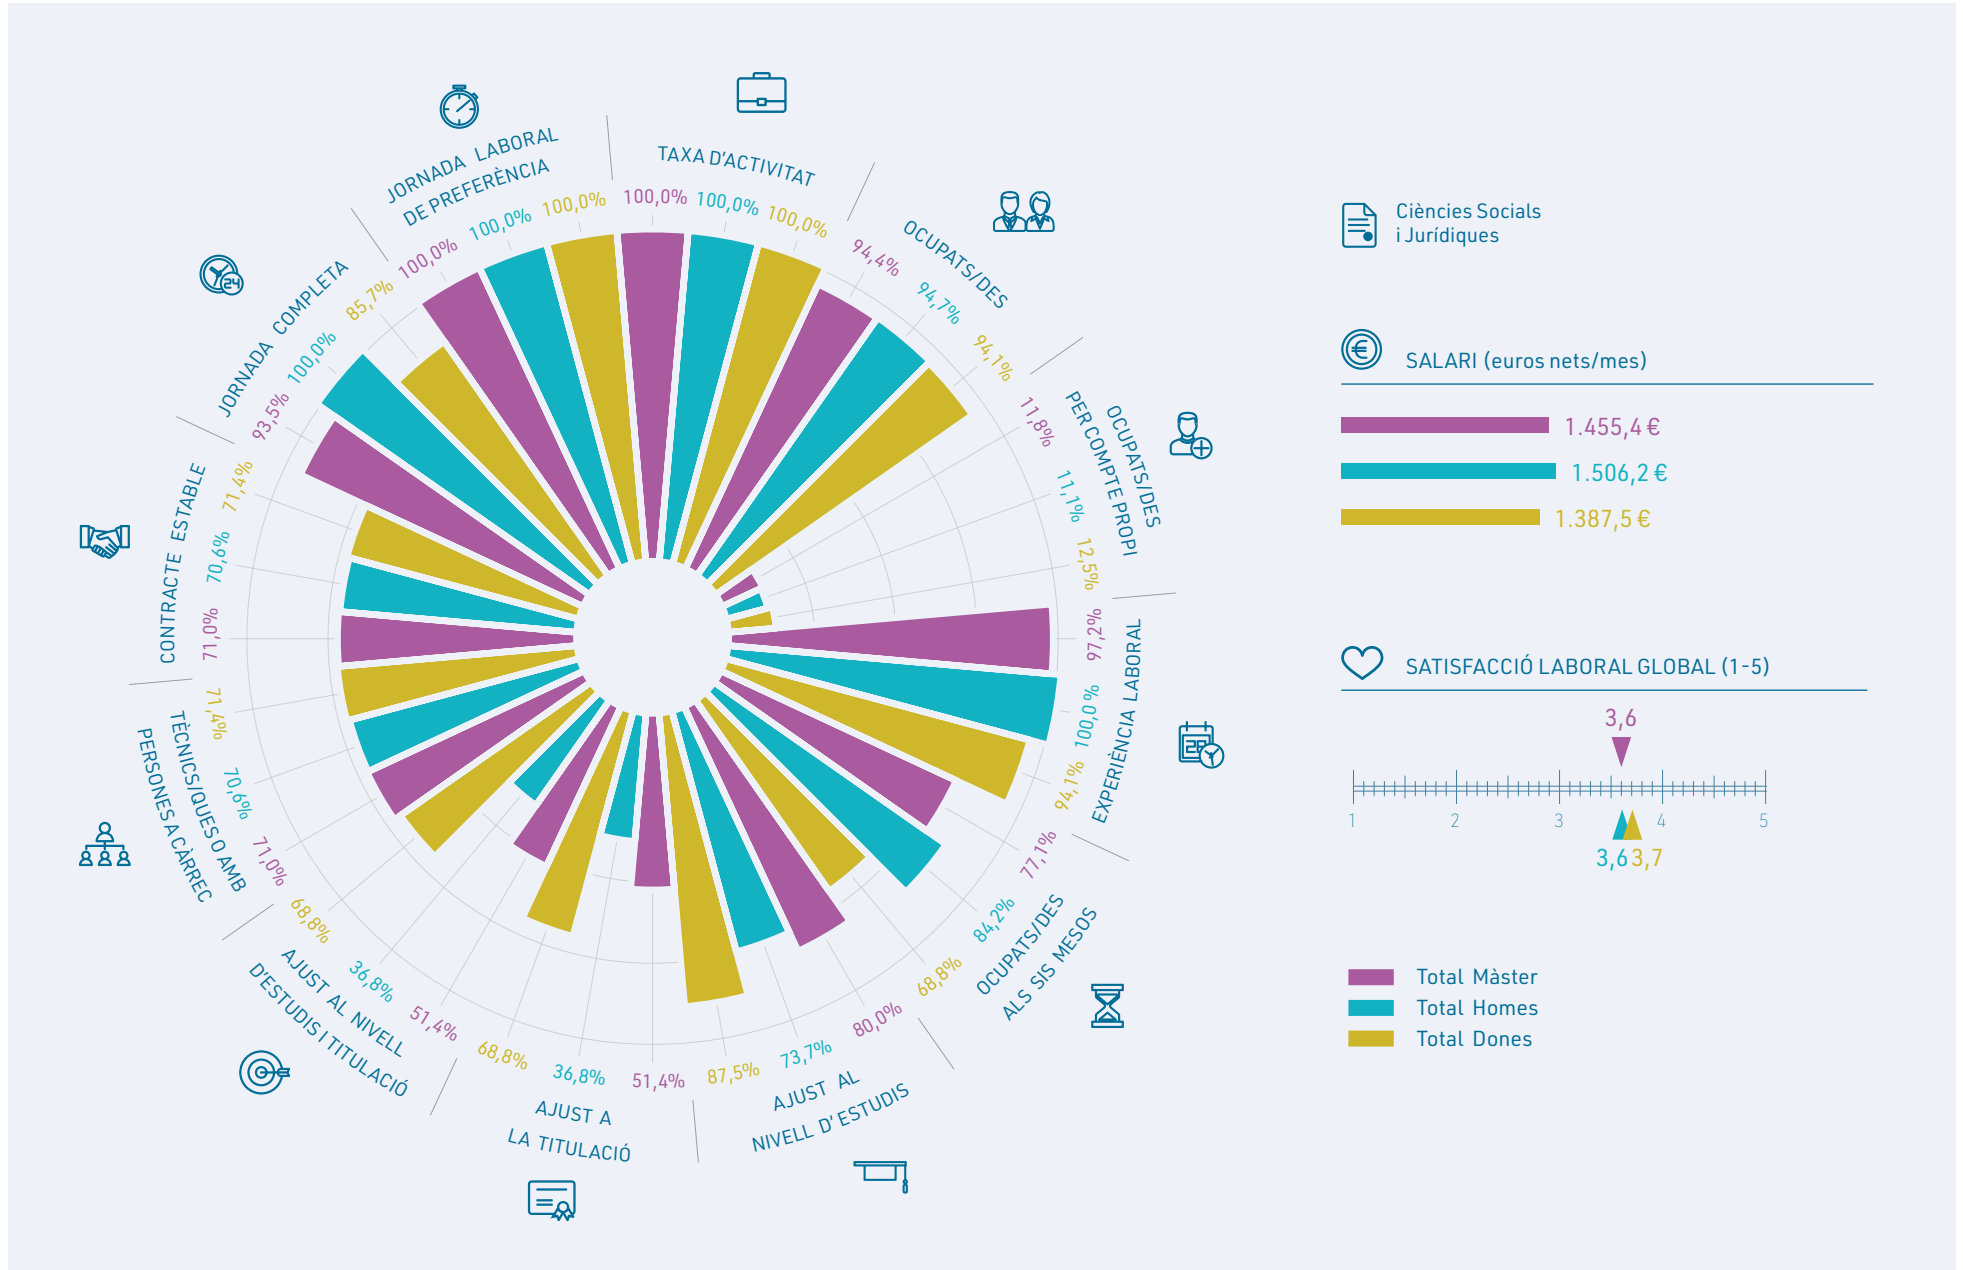 JORNADA LABORAL
DE PREFERÈNCIA
100,0%
100,0%
100,0%
TAXA D'ACTIVITAT
100,0%
100,0%
100,0%
OCUPATS/DES
94,4%
94,7%
94,1%
OCUPATS/DES
PER COMPTE PROPI
11,8%
11,1%
12,5%
EXPERIÈNCIA LABORAL
97,2%
100,0%
94,1%
OCUPATS/DES
ALS SIS MESOS
77,1%
84,2%
68,8%
AJUST AL
NIVELL D'ESTUDIS
80,0%
73,7%
87,5%
AJUST A
LA TITULACIÓ
51,4%
36,8%
68,8%
AJUST AL NIVELL
D'ESTUDIS I TITULACIÓ
51,4%
36,8%
68,8%
TÈCNICS/QUES O AMB
PERSONES A CÀRREC
71,0%
70,6%
71,4%
CONTRACTE ESTABLE
71,0%
70,6%
71,4%
JORNADA COMPLETA
93,5%
100,0%
85,7%
24
26
Ciències Socials
i Jurídiques
€ SALARI (euros nets/mes)
1.455,4 €
1.506,2 €
1.387,5 €
SATISFACCIÓ LABORAL GLOBAL (1-5)
3,6
1 2 3 4 5
3,6 3,7
Total Màster
Total Homes
Total Dones